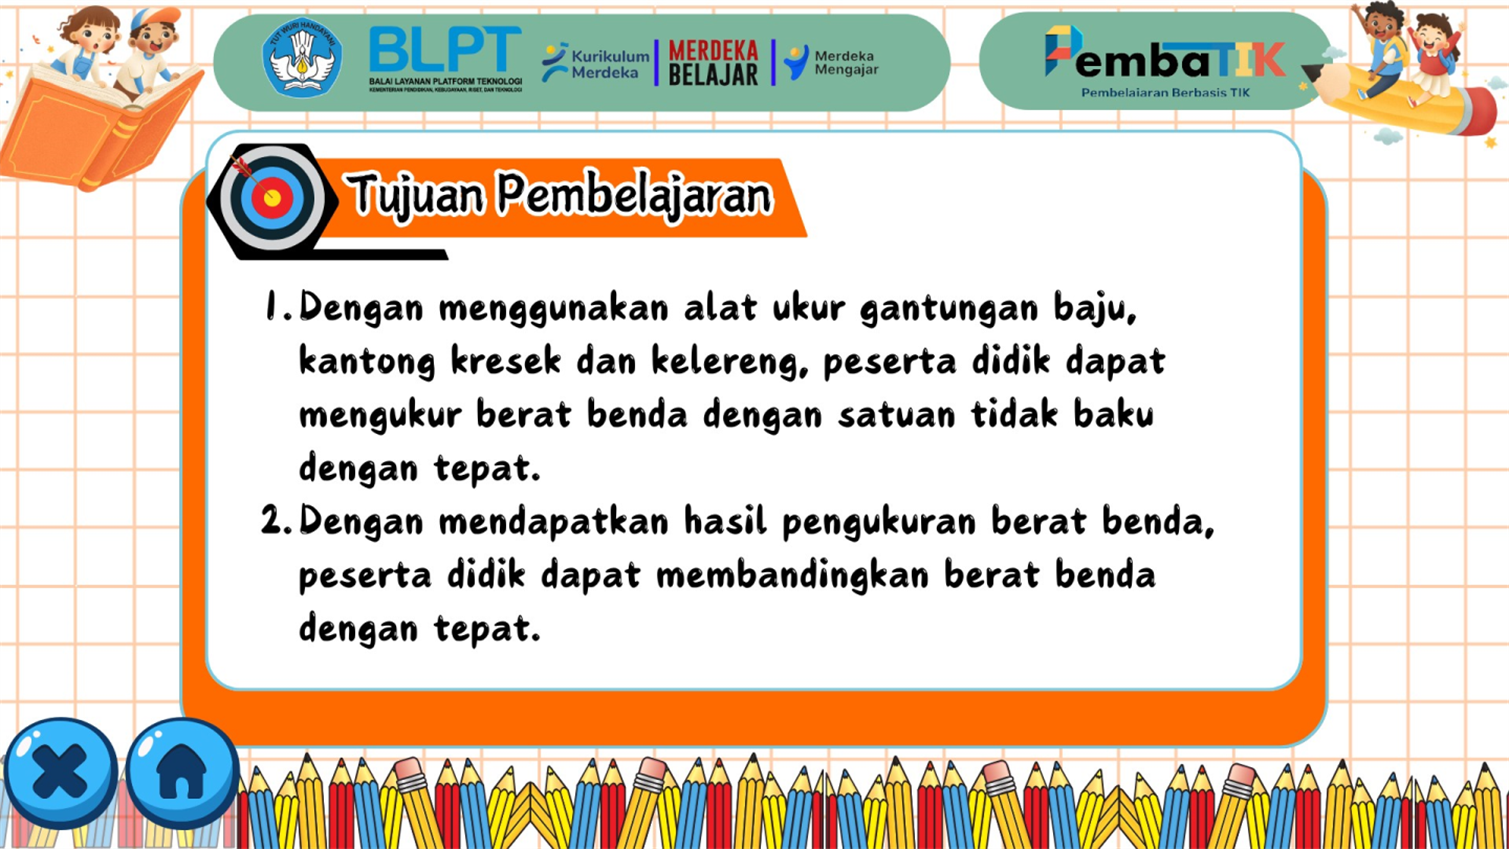 TUT WURI HANDAYANI
BLPT
BALAI LAYANAN PLATFORM TEKNOLOGI
KEMENTERIAN PENDIDIKAN, KEBUDAYAAN, RISET, DAN TEKNOLOGI
Kurikulum
Merdeka
MERDEKA
BELAJAR
Merdeka
Mengajar
PembaTIK
Pembelajaran Berbasis TIK
Tujuan Pembelajaran
1. Dengan menggunakan alat ukur gantungan baju,
kantong kresek dan kelereng, peserta didik dapat
mengukur berat benda dengan satuan tidak baku
dengan tepat.
2. Dengan mendapatkan hasil pengukuran berat benda,
peserta didik dapat membandingkan berat benda
dengan tepat.